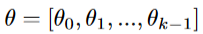 θ = [θ₀, θ₁, ..., θₖ₋₁]